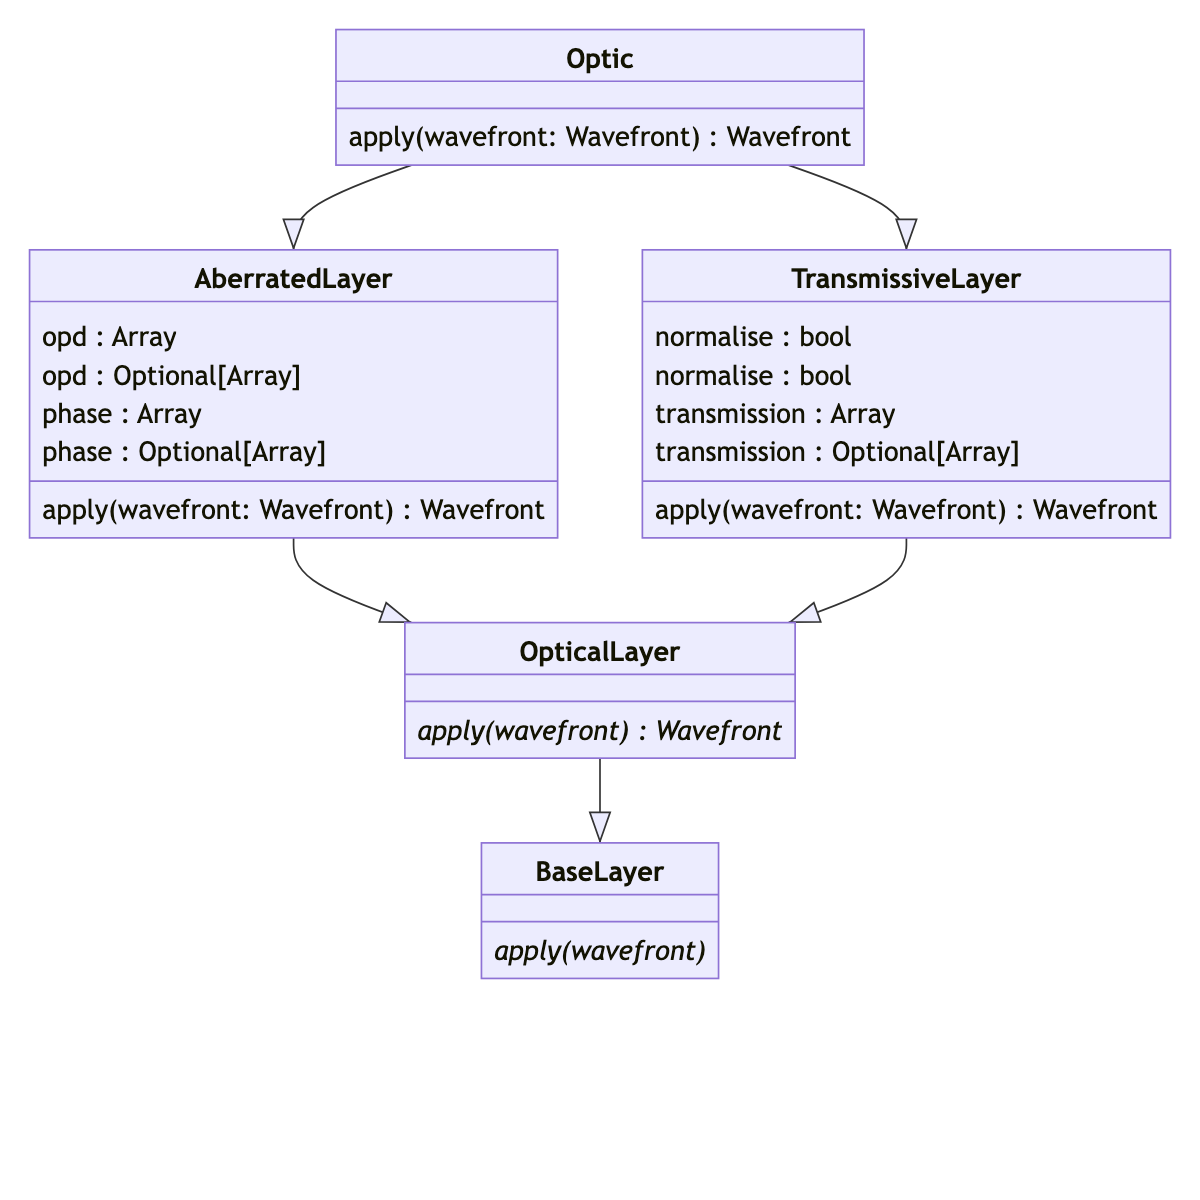 Optic
apply(wavefront: Wavefront) : Wavefront
AberratedLayer
opd : Array
opd : Optional[Array]
phase : Array
phase : Optional[Array]
apply(wavefront: Wavefront) : Wavefront
TransmissiveLayer
normalise : bool
normalise : bool
transmission : Array
transmission : Optional[Array]
apply(wavefront: Wavefront) : Wavefront
OpticalLayer
apply(wavefront) : Wavefront
BaseLayer
apply(wavefront)